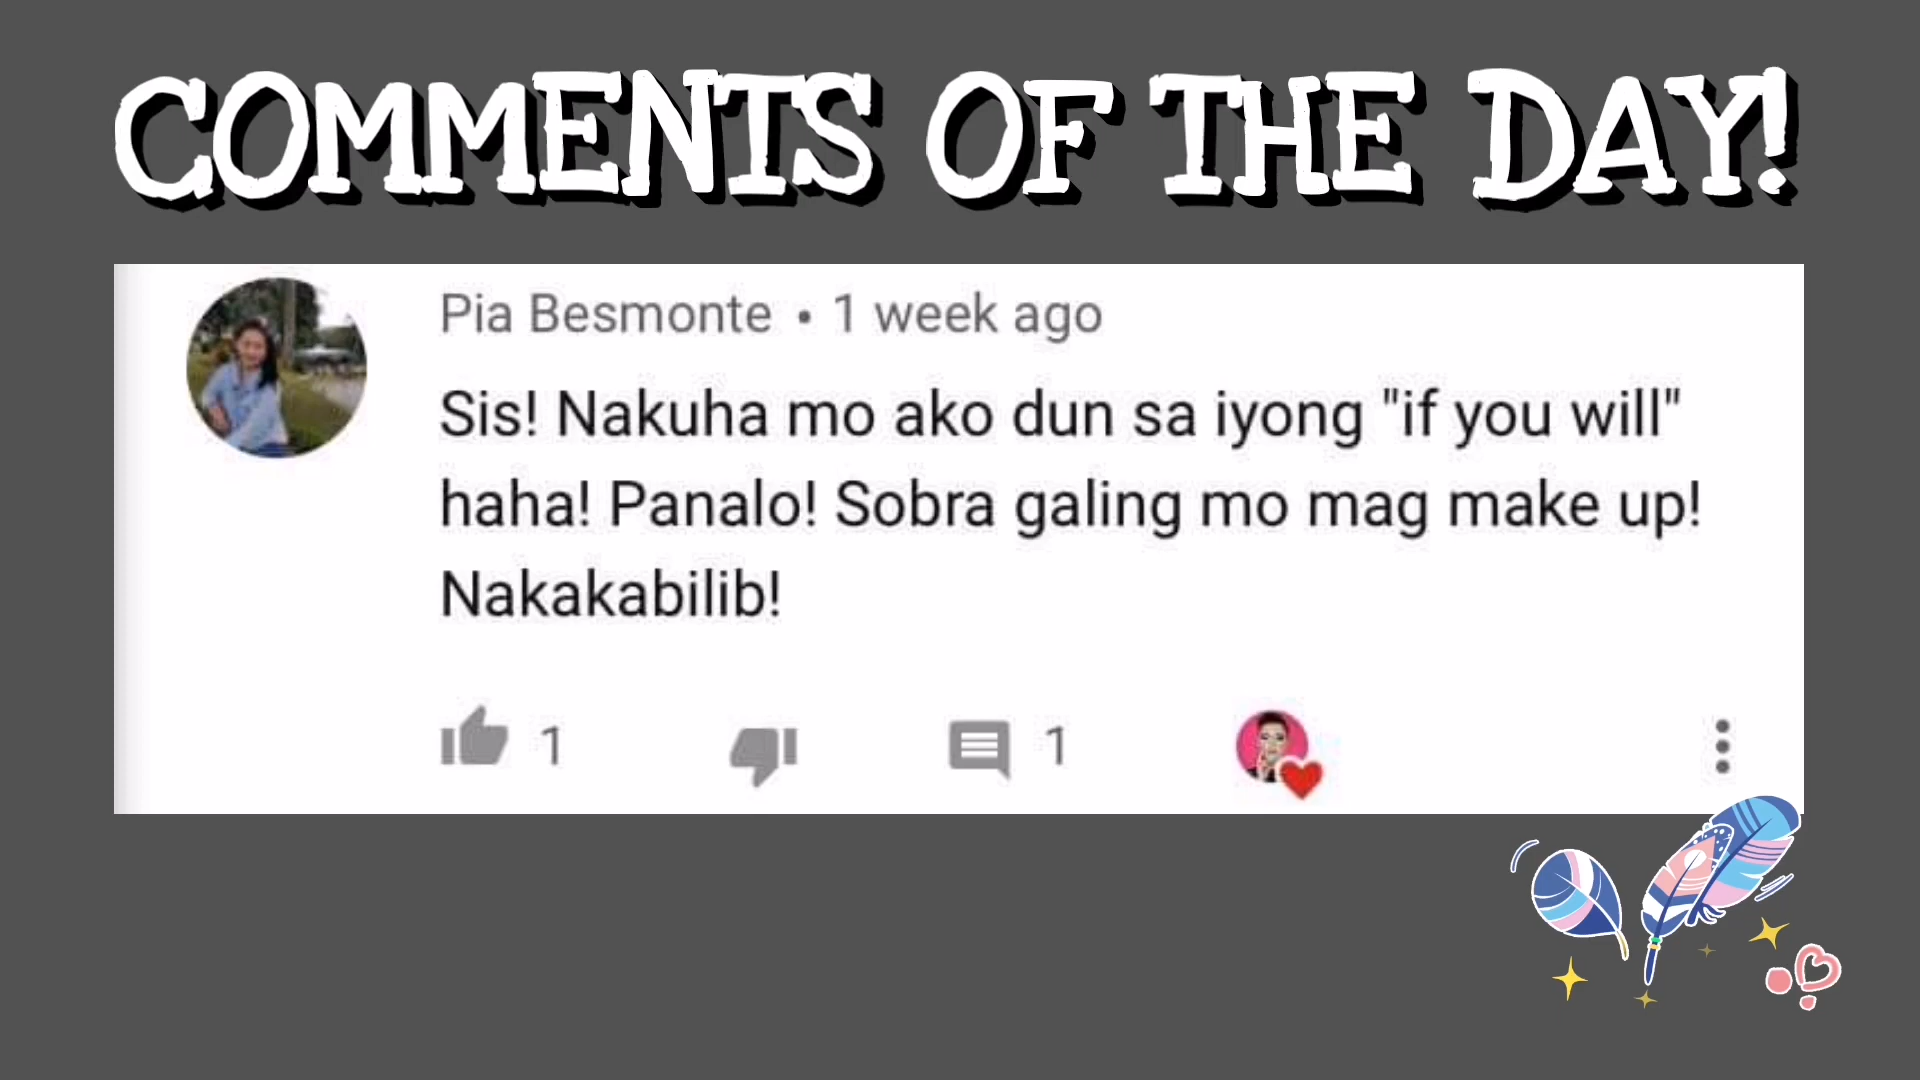 COMMENTS OF THE DAY!
Pia Besmonte • 1 week ago
Sis! Nakuha mo ako dun sa iyong "if you will"
haha! Panalo! Sobra galing mo mag make up!
Nakakabilib!
1 1